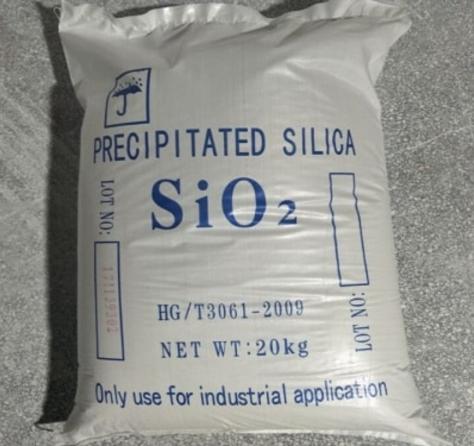 PRECIPITATED SILICA
SiO2
LOT NO:
HG/T3061-2009
NET WT:20kg
LOT NO:
Only use for industrial application